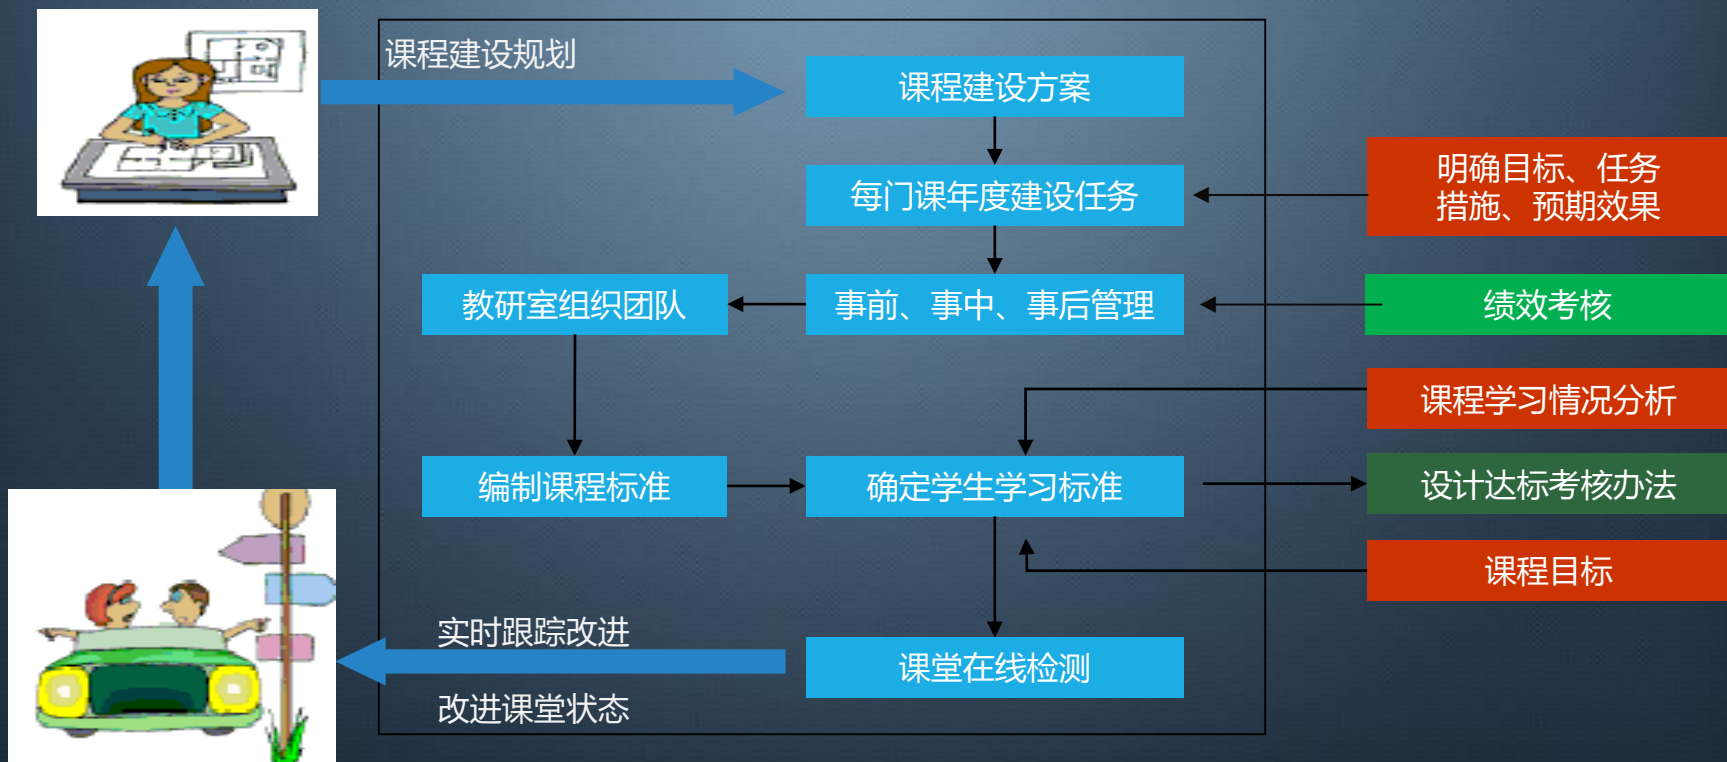 课程建设规划
课程建设方案
明确目标、任务
措施、预期效果
每门课年度建设任务
教研室组织团队
事前、事中、事后管理
绩效考核
课程学习情况分析
编制课程标准
确定学生学习标准
设计达标考核办法
课程目标
实时跟踪改进
课堂在线检测
改进课堂状态